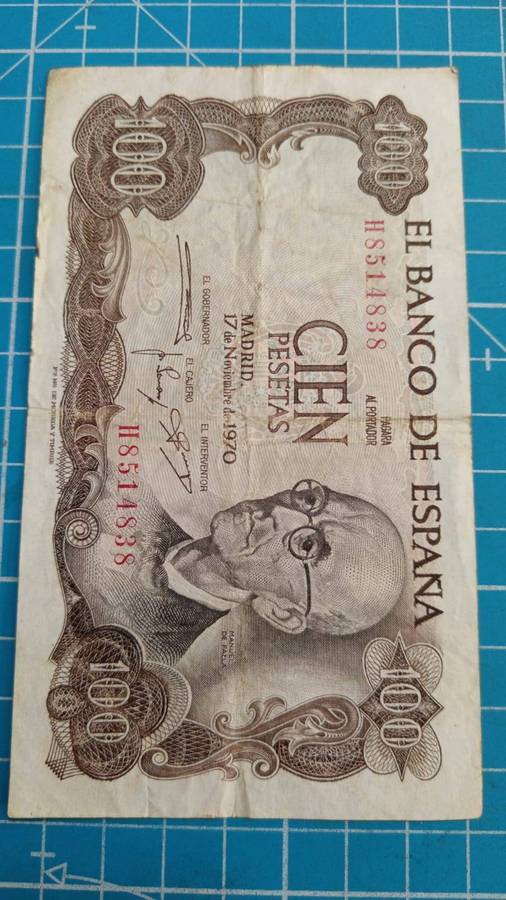 100
100
EL BANCO DE ESPAÑA
H8514838
PAGARA
AL PORTADOR
CIEN
PESETAS
MADRID,
17 de Noviembre de 1970
EL GOBERNADOR
EL CAJERO
EL INTERVENTOR
H8514838
MANUEL
DE FALLA
100
100